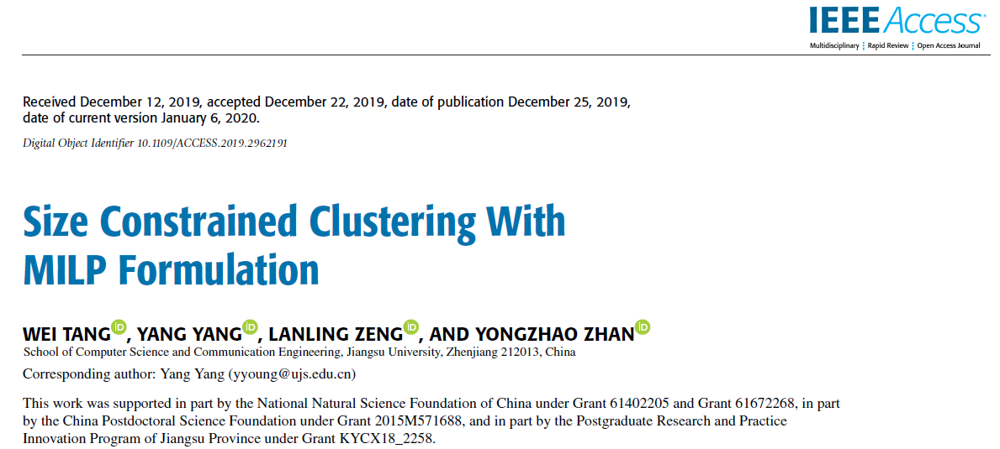 IEEE Access
Multidisciplinary Rapid Review Open Access Journal
Received December 12, 2019, accepted December 22, 2019, date of publication December 25, 2019,
date of current version January 6, 2020.
Digital Object Identifier 10.1109/ACCESS.2019.2962191
Size Constrained Clustering With
MILP Formulation
WEI TANG iD, YANG YANG iD, LANLING ZENG iD, AND YONGZHAO ZHAN iD
School of Computer Science and Communication Engineering, Jiangsu University, Zhenjiang 212013, China
Corresponding author: Yang Yang (yyoung@ujs.edu.cn)
This work was supported in part by the National Natural Science Foundation of China under Grant 61402205 and Grant 61672268, in part
by the China Postdoctoral Science Foundation under Grant 2015M571688, and in part by the Postgraduate Research and Practice
Innovation Program of Jiangsu Province under Grant KYCX18_2258.